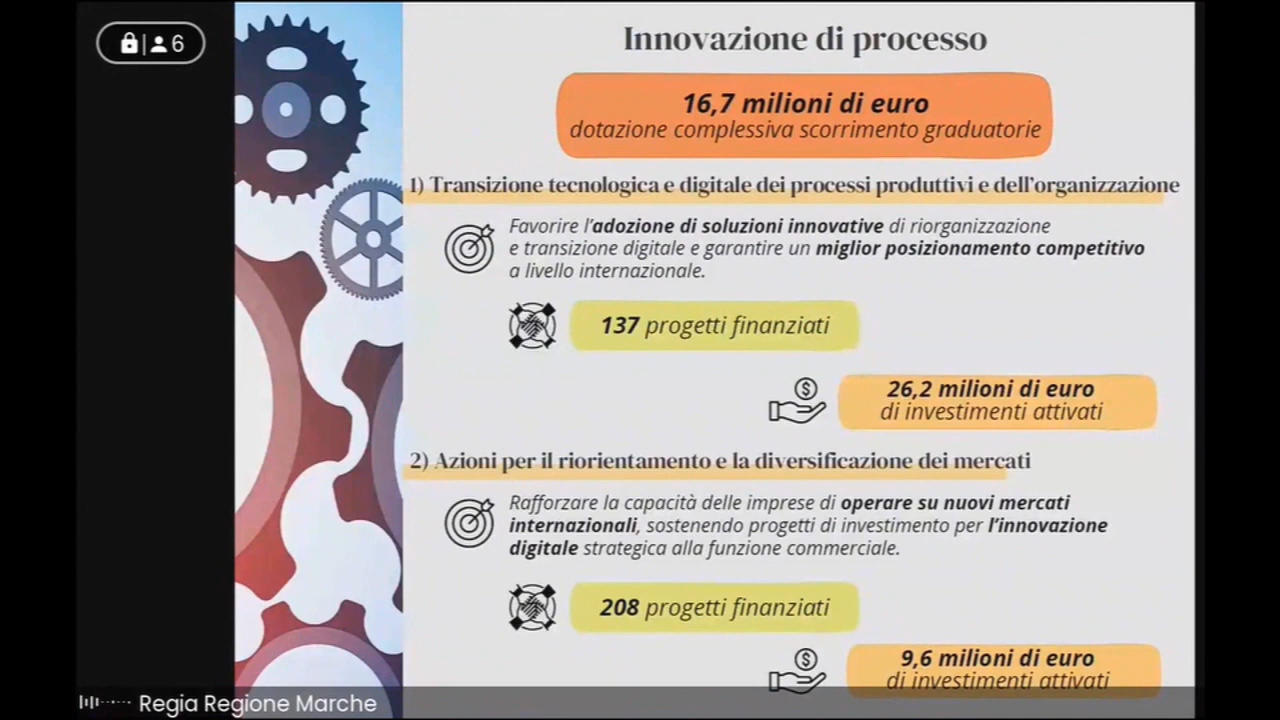 6
Innovazione di processo
16,7 milioni di euro
dotazione complessiva scorrimento graduatorie
1) Transizione tecnologica e digitale dei processi produttivi e dell'organizzazione
Favorire l'adozione di soluzioni innovative di riorganizzazione
e transizione digitale e garantire un miglior posizionamento competitivo
a livello internazionale.
137 progetti finanziati
26,2 milioni di euro
di investimenti attivati
2) Azioni per il riorientamento e la diversificazione dei mercati
Rafforzare la capacità delle imprese di operare su nuovi mercati
internazionali, sostenendo progetti di investimento per l'innovazione
digitale strategica alla funzione commerciale.
208 progetti finanziati
9,6 milioni di euro
di investimenti attivati
Regia Regione Marche